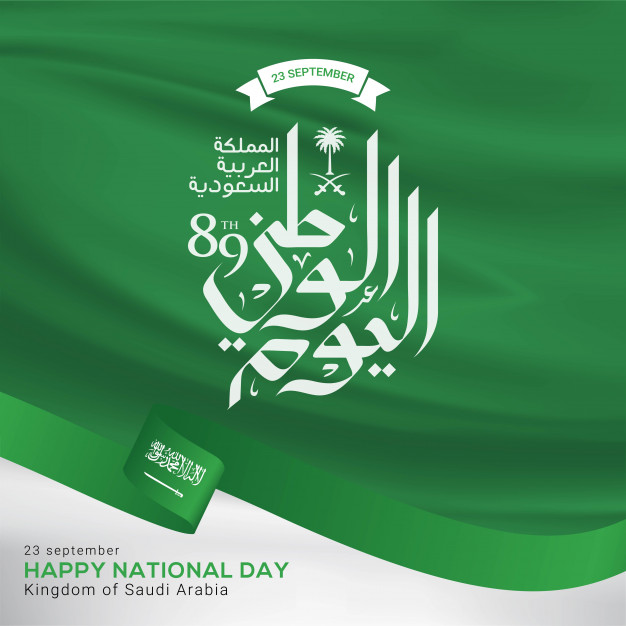 23 SEPTEMBER
المملكة
العربية
السعودية
89TH
اليوم الوطني
لا إله إلا الله محمد رسول الله
23 september
HAPPY NATIONAL DAY
Kingdom of Saudi Arabia